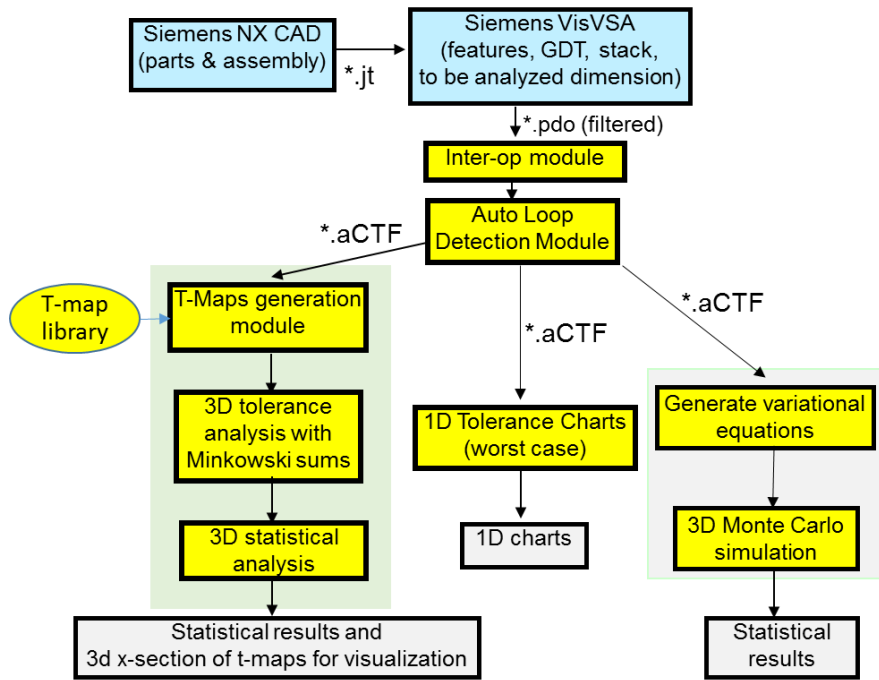 Siemens NX CAD
(parts & assembly)
*.jt
Siemens VisVSA
(features, GDT, stack,
to be analyzed dimension)
*.pdo (filtered)
Inter-op module
Auto Loop
Detection Module
*.aCTF
*.aCTF
*.aCTF
T-map
library
T-Maps generation
module
3D tolerance
analysis with
Minkowski sums
3D statistical
analysis
Statistical results and
3d x-section of t-maps for visualization
1D Tolerance Charts
(worst case)
1D charts
Generate variational
equations
3D Monte Carlo
simulation
Statistical
results